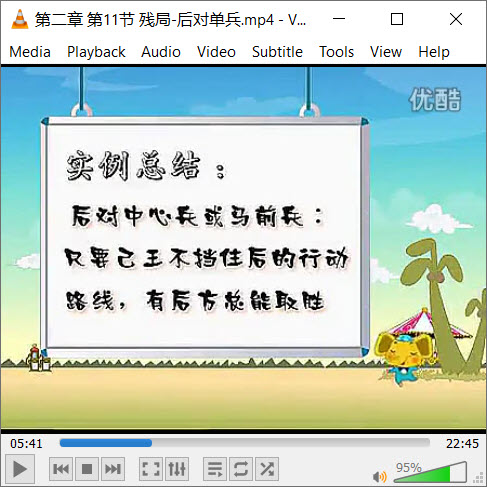 第二章 第11节 残局-后对单兵.mp4 - V...
Media Playback Audio Video Subtitle Tools View Help
优酷
实例总结：
后对中心兵或马前兵：
只要己王不挡住后的行动
路线，有后方总能取胜
05:41
22:45
95%